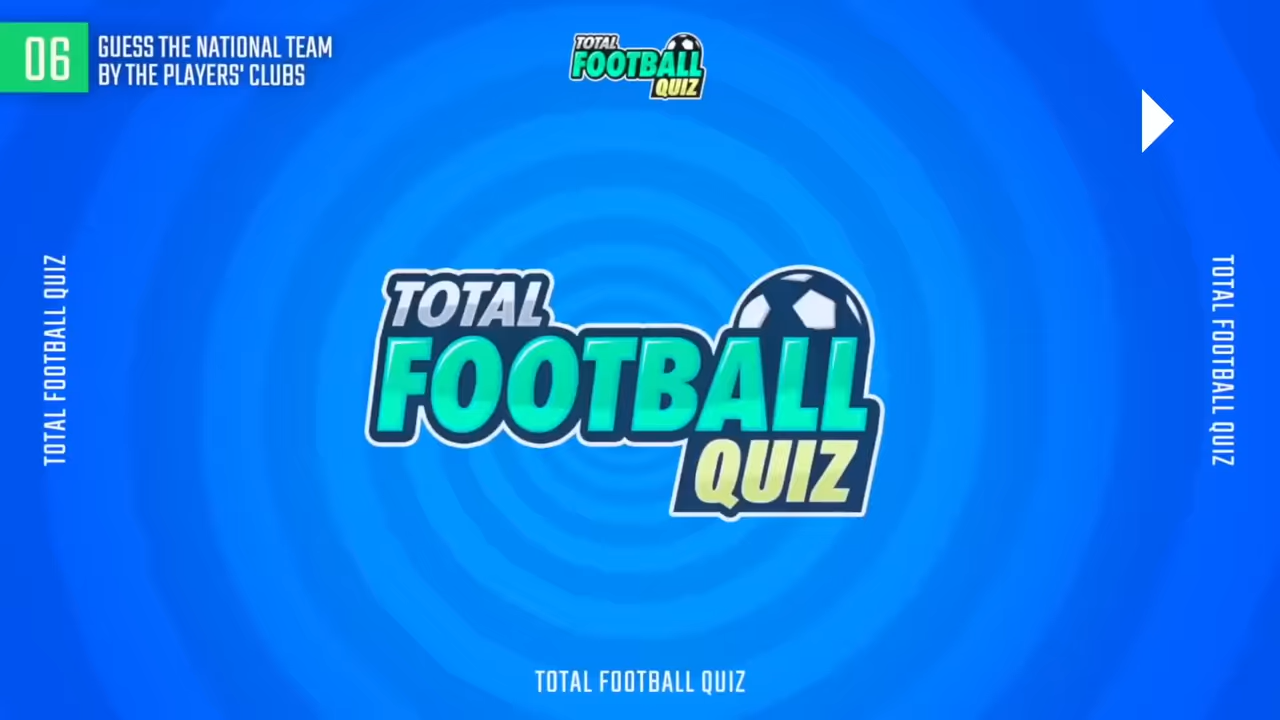 06
GUESS THE NATIONAL TEAM
BY THE PLAYERS' CLUBS
TOTAL
FOOTBALL
QUIZ
TOTAL FOOTBALL QUIZ
TOTAL
FOOTBALL
QUIZ
TOTAL FOOTBALL QUIZ
TOTAL FOOTBALL QUIZ